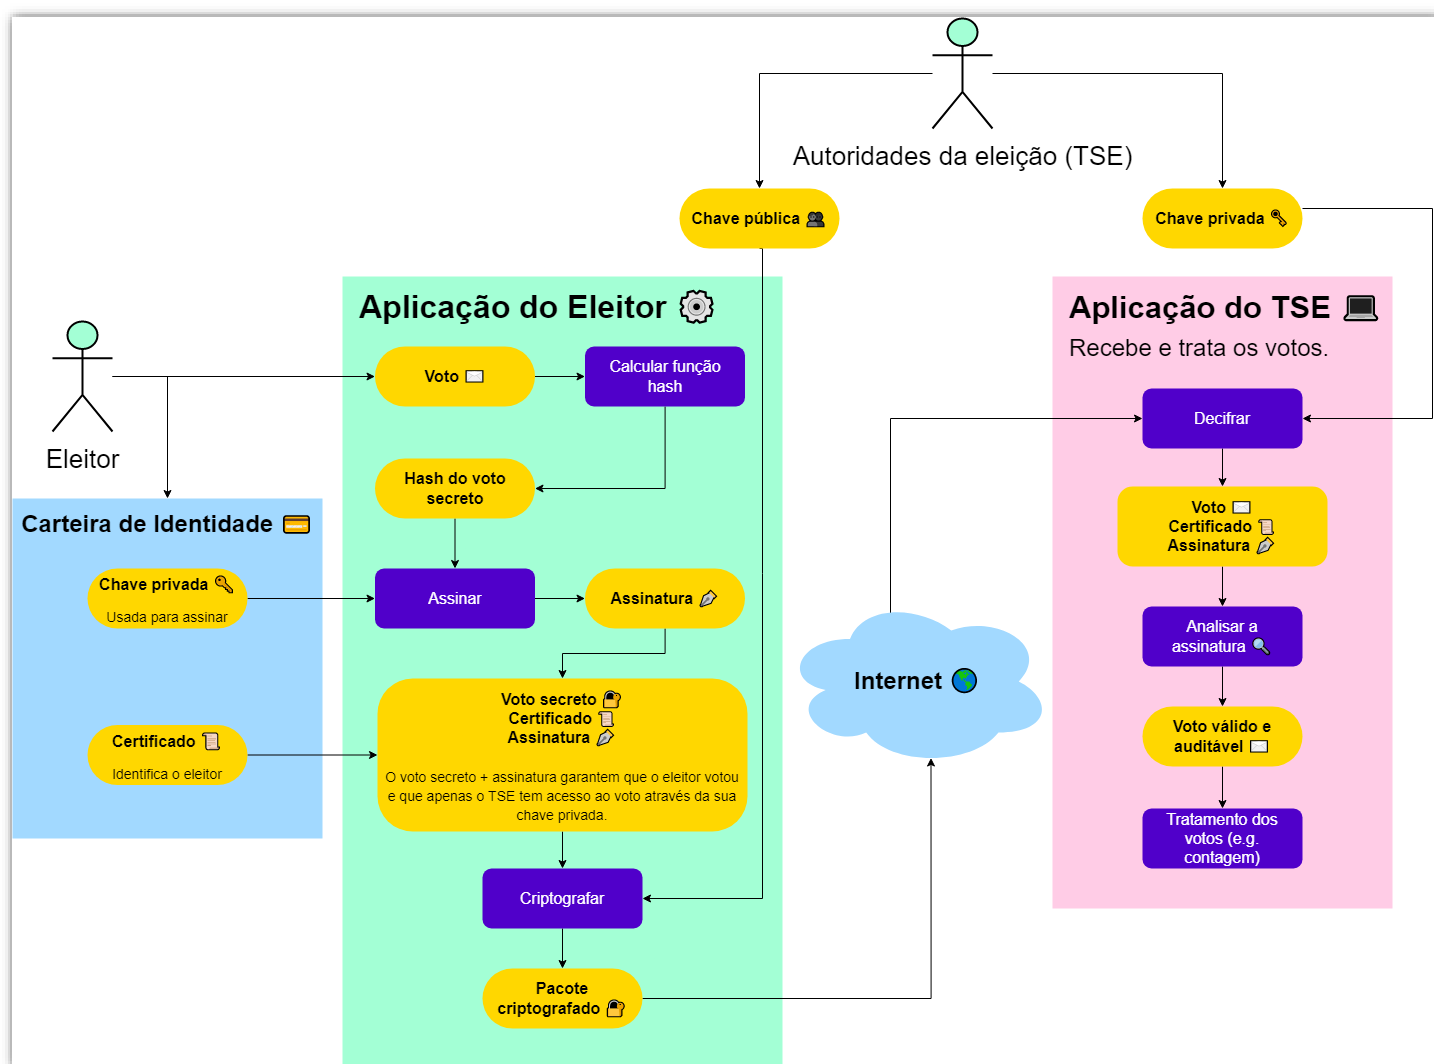 Autoridades da eleição (TSE)
Chave pública
Chave privada
Aplicação do Eleitor
Aplicação do TSE
Recebe e trata os votos.
Eleitor
Voto
Calcular função
hash
Hash do voto
secreto
Carteira de Identidade
Chave privada
Usada para assinar
Assinar
Assinatura
Certificado
Identifica o eleitor
Voto secreto
Certificado
Assinatura
O voto secreto + assinatura garantem que o eleitor votou
e que apenas o TSE tem acesso ao voto através da sua
chave privada.
Criptografar
Pacote
criptografado
Internet
Decifrar
Voto
Certificado
Assinatura
Analisar a
assinatura
Voto válido e
auditável
Tratamento dos
votos (e.g.
contagem)